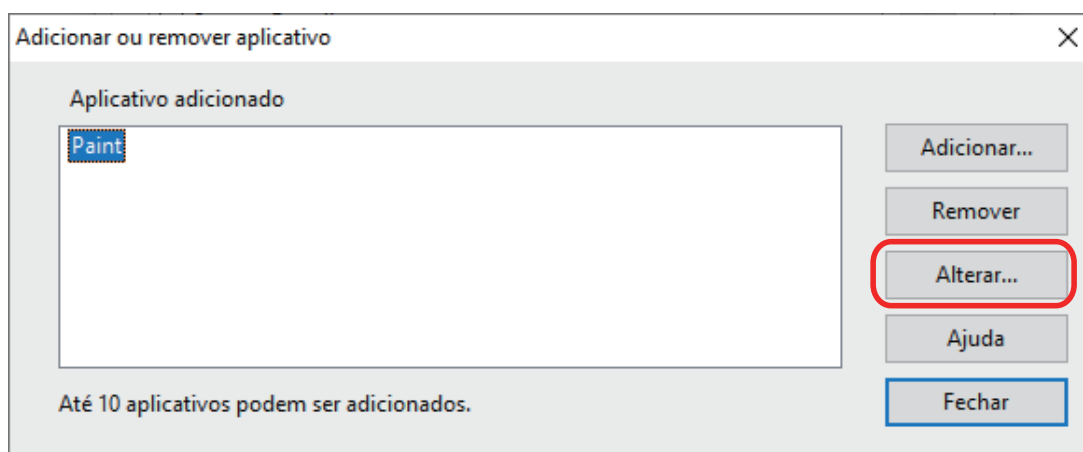 Adicionar ou remover aplicativo
Aplicativo adicionado
Paint
Adicionar...
Remover
Alterar...
Ajuda
Até 10 aplicativos podem ser adicionados.
Fechar